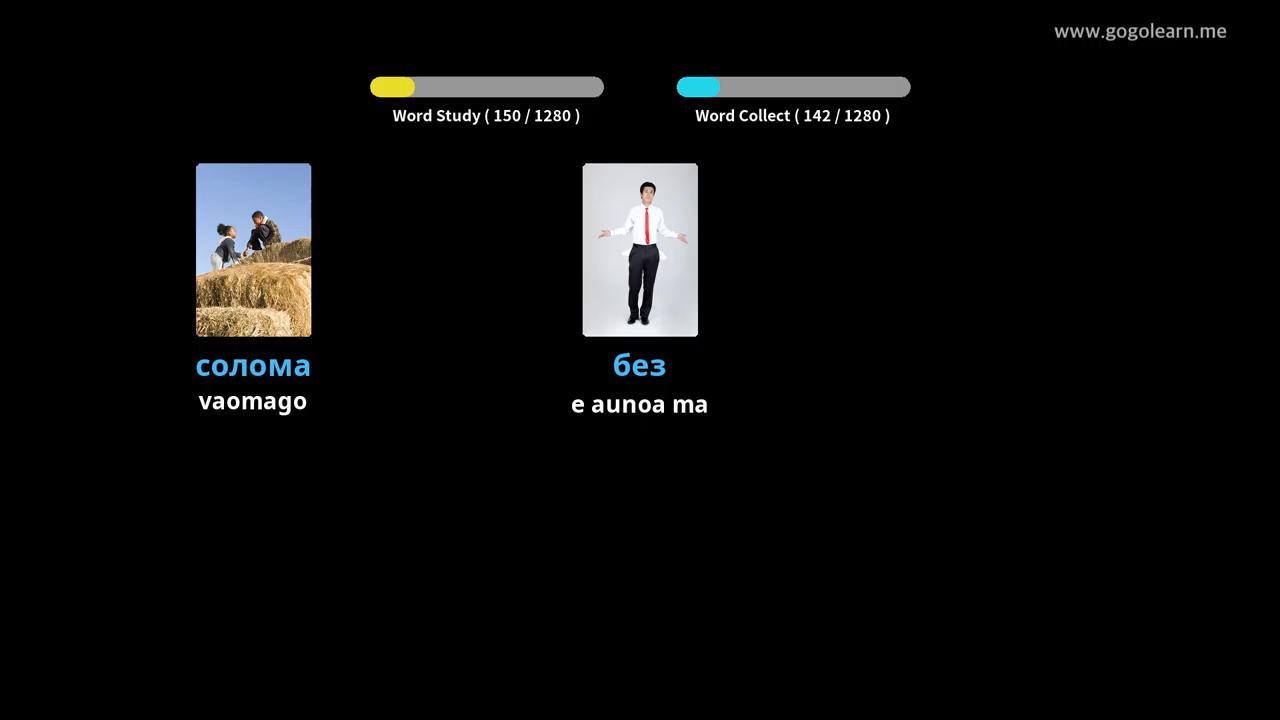 www.gogolearn.me
Word Study ( 150 / 1280 )
Word Collect ( 142 / 1280 )
солома
без
vaomago
e aunoa ma